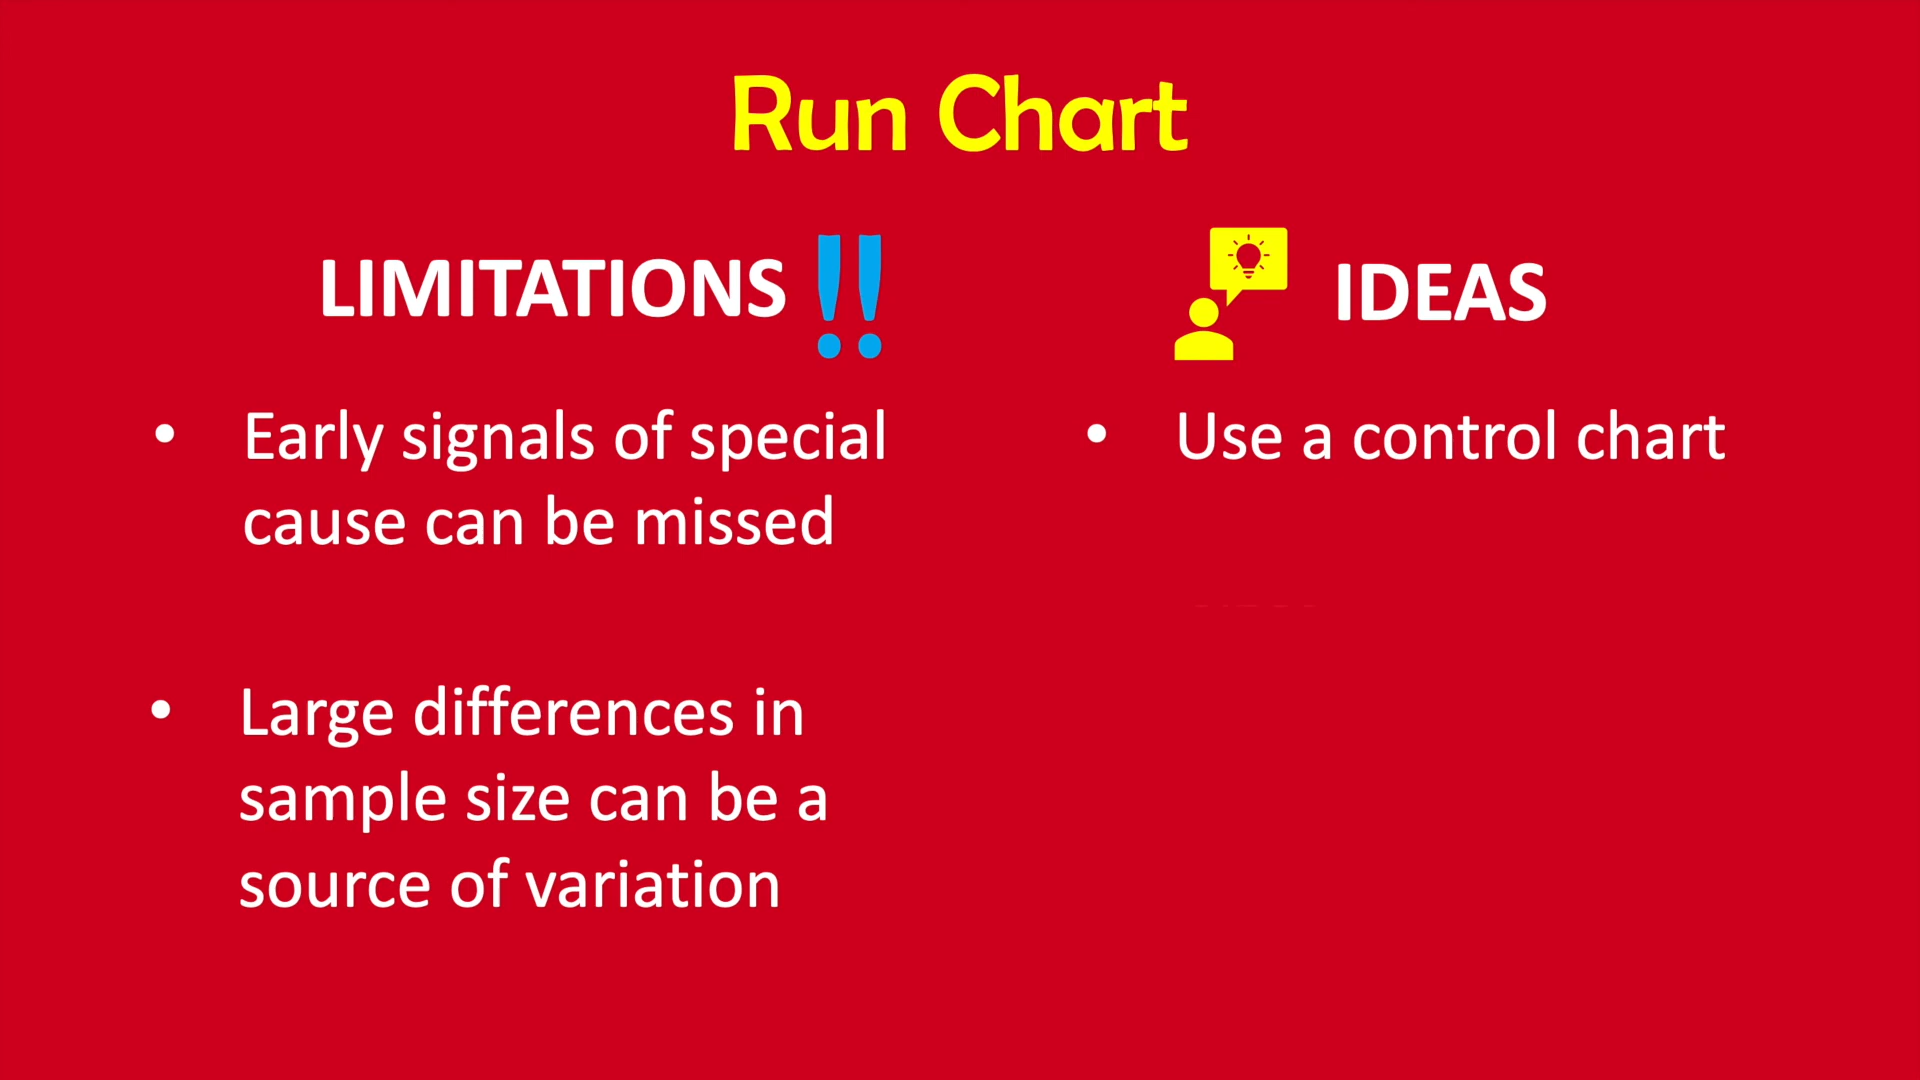 Run Chart
LIMITATIONS
• Early signals of special
cause can be missed
• Large differences in
sample size can be a
source of variation
IDEAS
• Use a control chart